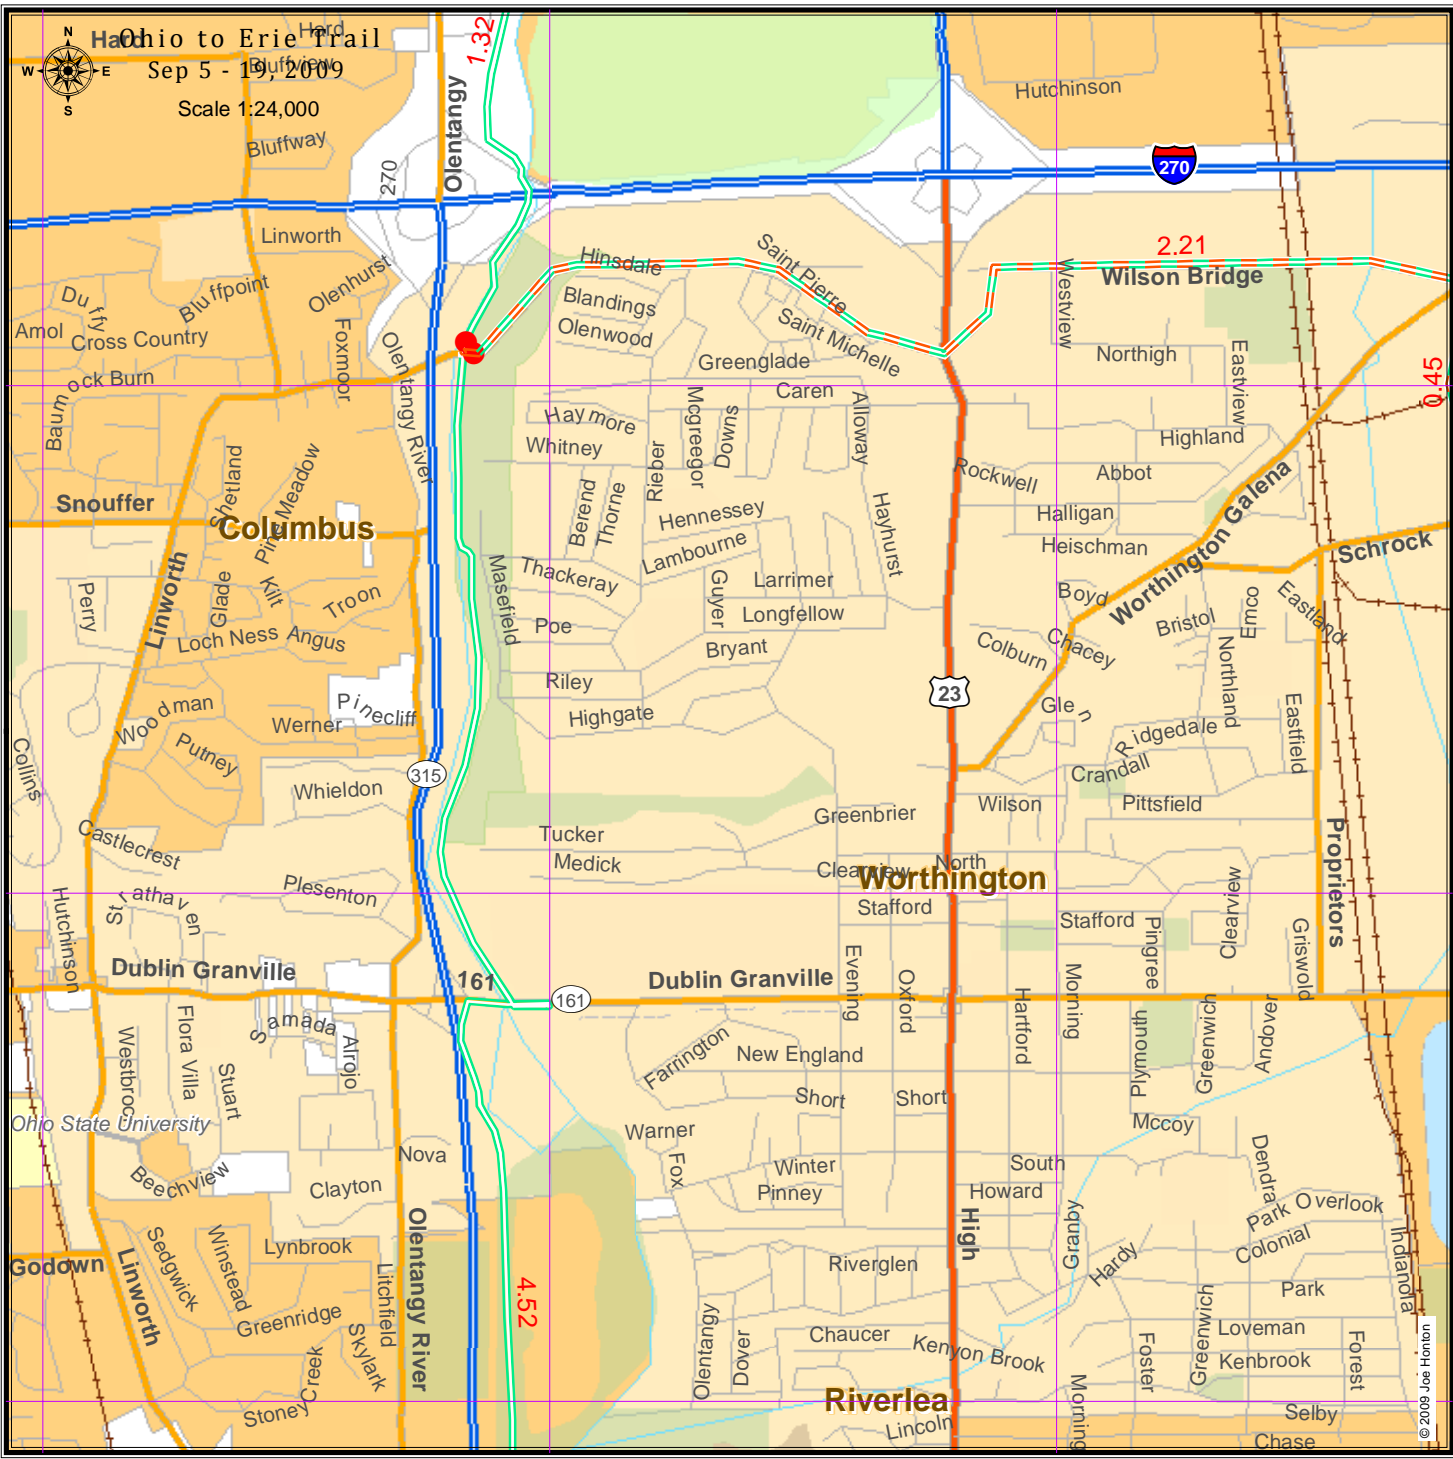 Ohio to Erie Trail
Sep 5 - 19, 2009
Scale 1:24,000
N
W
E
S
Hard
Hard
Bluffview
Bluffway
Olentangy
1.32
270
Hutchinson
270
Linworth
Olenhurst
Bluffpoint
Duffy
Amol
Cross Country
Baumock Burn
Foxmoor
Olentangy River
Hinsdale
Saint Pierre
Blandings
Olenwood
Saint Michelle
Greenglade
Caren
Westview
2.21
Wilson Bridge
Northigh
Eastview
0.45
Haymore
Whitney
Mcgreegor
Downs
Alloway
Rieber
Berend
Thorne
Hennessey
Lambourne
Hayhurst
Rockwell
Highland
Abbot
Halligan
Heischman
Worthington Galena
Schrock
Snouffer
Shetland
Pine Meadow
Columbus
Linworth
Perry
Glade
Kilt
Troon
Loch Ness
Angus
Masefield
Thackeray
Poe
Guyer
Larrimer
Longfellow
Bryant
Riley
Highgate
Boyd
Chacey
Colburn
Bristol
Emco
Eastland
Northland
Glen
Ridgedale
Eastfield
Crandall
Pittsfield
Wilson
23
Woodman
Putney
Werner
Pinecliff
Collins
315
Whieldon
Castlecrest
Tucker
Medick
Greenbrier
Clearview
North
Worthington
Stafford
Stafford
Pingree
Clearview
Griswold
Proprietors
Plesenton
Strathaven
Hutchinson
Dublin Granville
161
161
Dublin Granville
Evening
Oxford
Hartford
Morning
Plymouth
Greenwich
Andover
Westbroc
Flora Villa
Stuart
Samada
Alrojo
Farrington
New England
Short
Short
Ohio State University
Beechview
Nova
Clayton
Warner
Fox
Winter
Pinney
South
Howard
Mccoy
Dendra
Park Overlook
Colonial
Indianola
Granby
Hardy
High
Godown
Linworth
Sedgwick
Winstead
Lynbrook
Greenridge
Litchfield
Olentangy River
Skylark
Stoney Creek
4.52
Riverglen
Park
Olentangy
Dover
Chaucer
Kenyon Brook
Foster
Greenwich
Loveman
Kenbrook
Forest
Riverlea
Lincoln
Morning
Selby
Chase
© 2009 Joe Honton